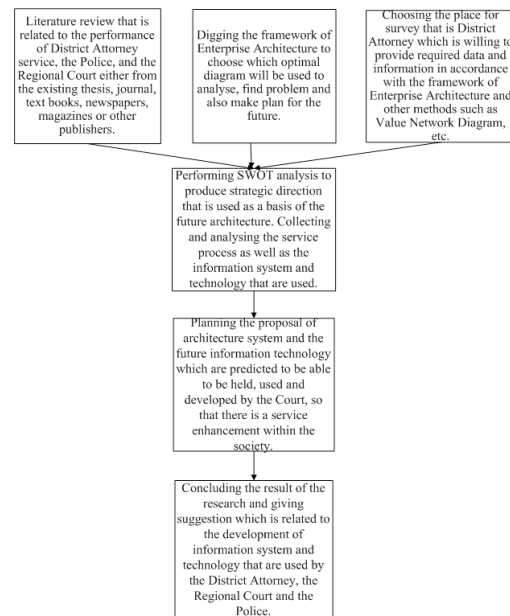 Literature review that is
related to the performance
of District Attorney
service, the Police, and the
Regional Court either from
the existing thesis, journal,
text books, newspapers,
magazines or other
publishers.
Digging the framework of
Enterprise Architecture to
choose which optimal
diagram will be used to
analyse, find problem and
also make plan for the
future.
Choosing the place for
survey that is District
Attorney which is willing to
provide required data and
information in accordance
with the framework of
Enterprise Architecture and
other methods such as
Value Network Diagram,
etc.
Performing SWOT analysis to
produce strategic direction
that is used as a basis of the
future architecture. Collecting
and analysing the service
process as well as the
information system and
technology that are used.
Planning the proposal of
architecture system and the
future information technology
which are predicted to be able
to be held, used and
developed by the Court, so
that there is a service
enhancement within the
society.
Concluding the result of the
research and giving
suggestion which is related to
the development of
information system and
technology that are used by
the District Attorney, the
Regional Court and the
Police.